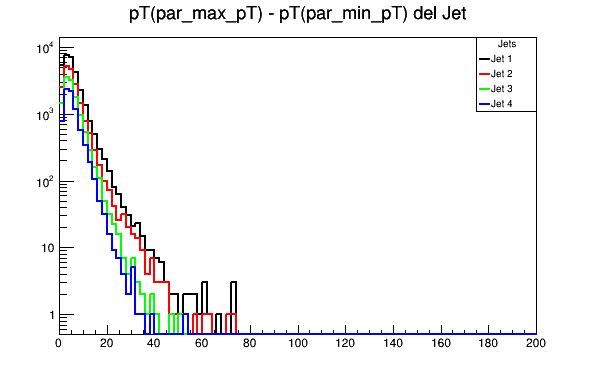 pT(par_max_pT) - pT(par_min_pT) del Jet
Jets
Jet 1
Jet 2
Jet 3
Jet 4
10^4
10^3
10^2
10
1
0 20 40 60 80 100 120 140 160 180 200